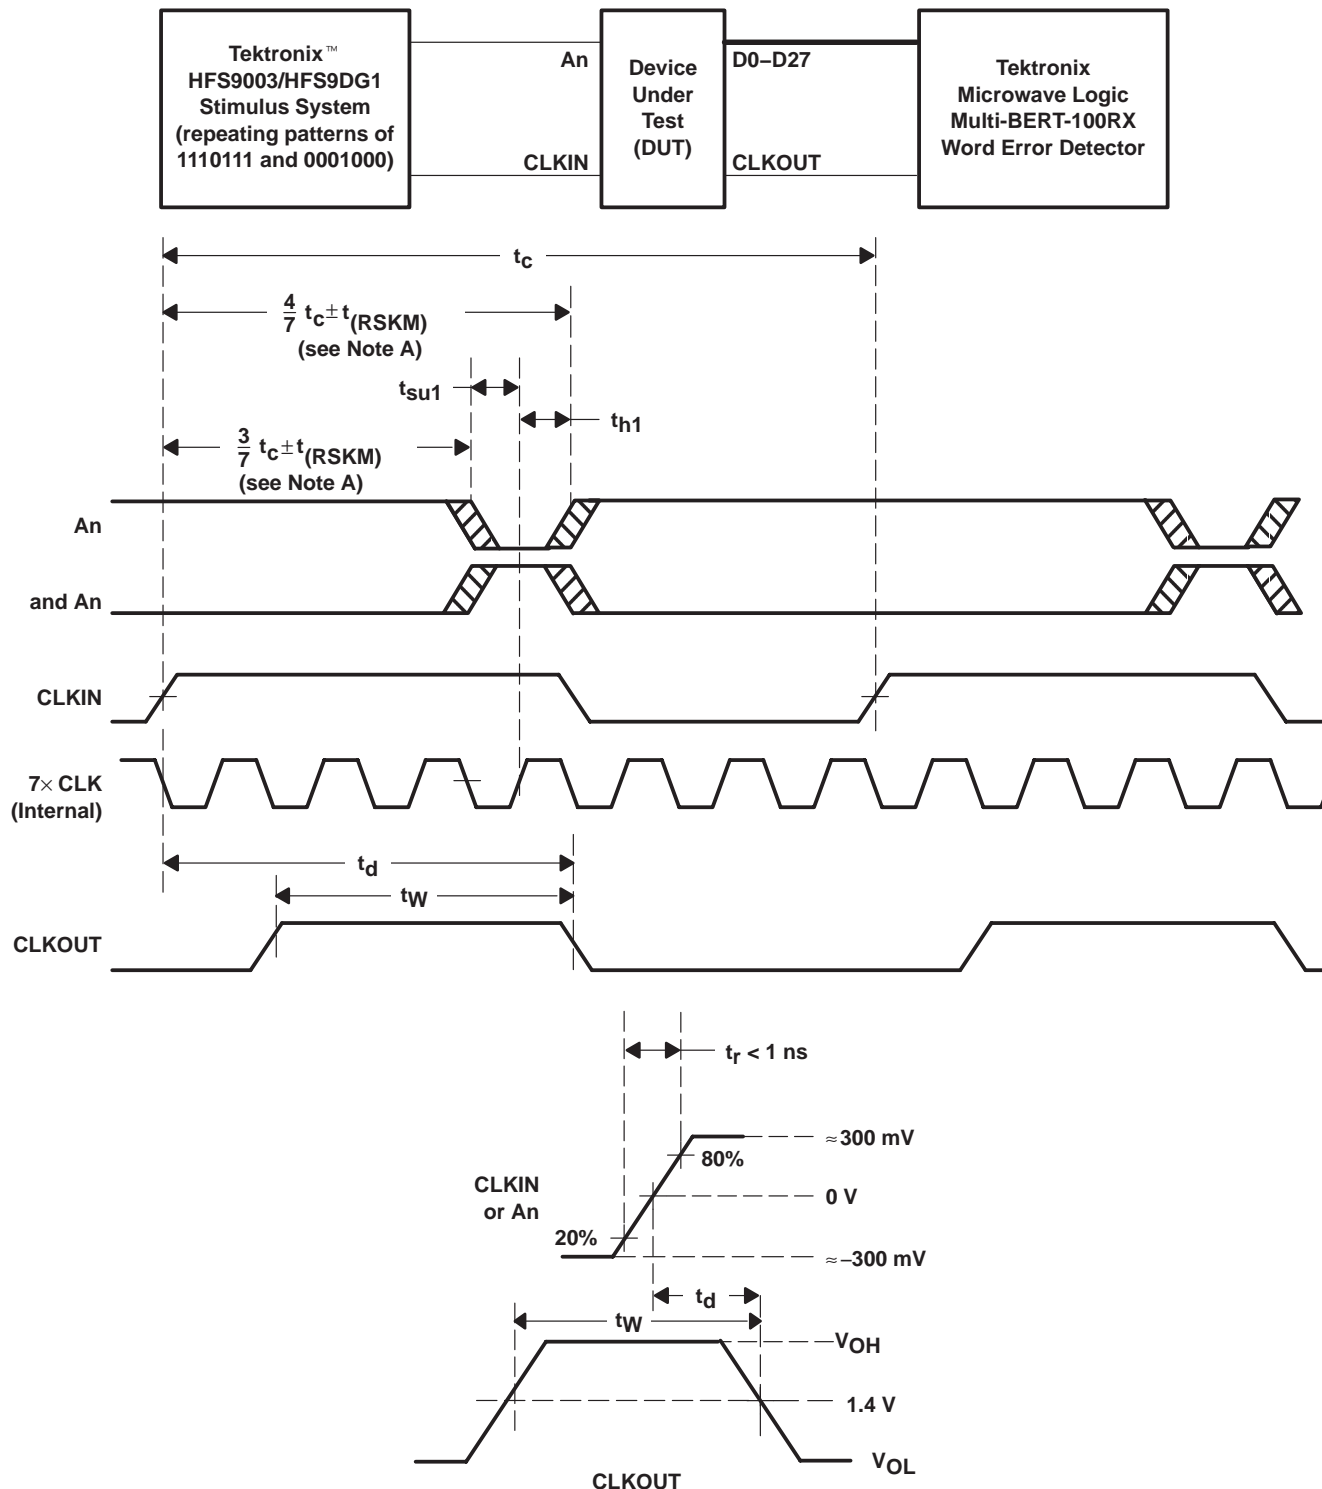 Tektronix™
HFS9003/HFS9DG1
Stimulus System
(repeating patterns of
1110111 and 0001000)
An
CLKIN
Device
Under
Test
(DUT)
D0–D27
CLKOUT
Tektronix
Microwave Logic
Multi-BERT-100RX
Word Error Detector
tc
4/7 tc ± t(RSKM)
(see Note A)
tsu1
th1
3/7 tc ± t(RSKM)
(see Note A)
An
and An
CLKIN
7× CLK
(Internal)
td
tW
CLKOUT
tr < 1 ns
≈300 mV
80%
CLKIN
or An
0 V
20%
≈–300 mV
td
tW
VOH
1.4 V
VOL
CLKOUT